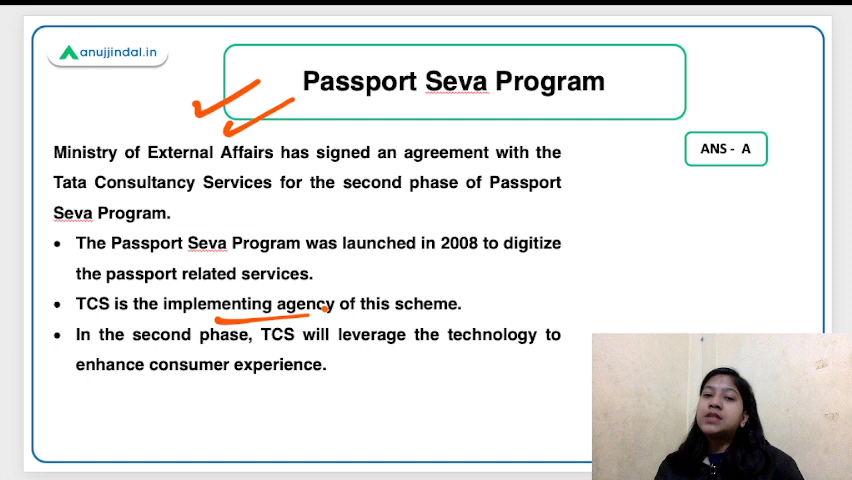 anujjindal.in
Passport Seva Program
ANS - A
Ministry of External Affairs has signed an agreement with the
Tata Consultancy Services for the second phase of Passport
Seva Program.
• The Passport Seva Program was launched in 2008 to digitize
the passport related services.
• TCS is the implementing agency of this scheme.
• In the second phase, TCS will leverage the technology to
enhance consumer experience.